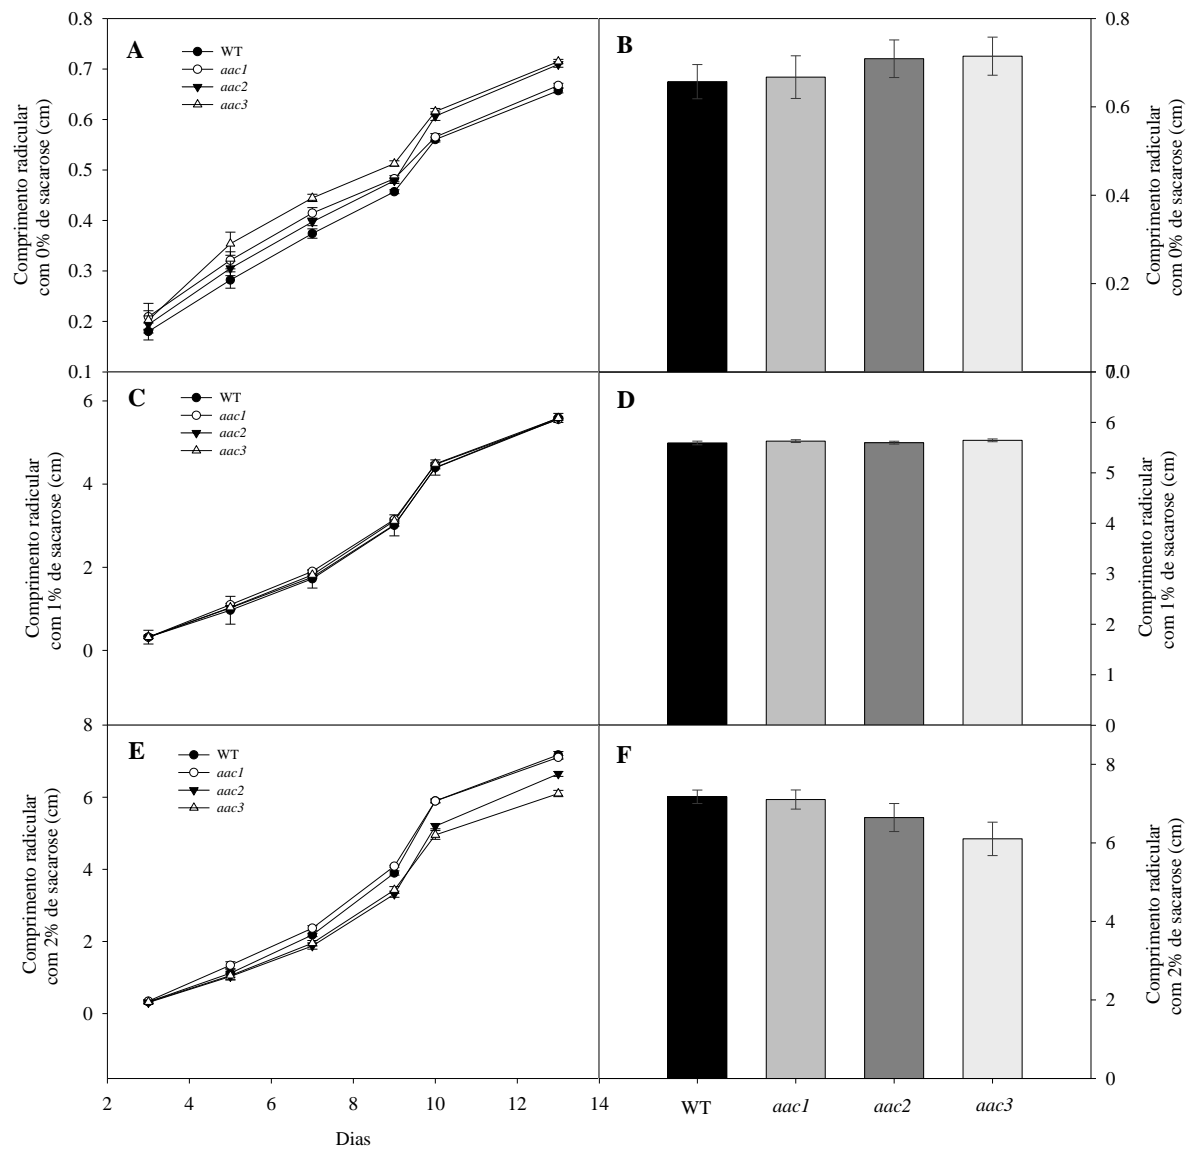 A
WT
aac1
aac2
aac3
Comprimento radicular
com 0% de sacarose (cm)
0.8
0.7
0.6
0.5
0.4
0.3
0.2
0.1
B
0.8
0.6
0.4
0.2
0.0
Comprimento radicular
com 0% de sacarose (cm)
C
WT
aac1
aac2
aac3
Comprimento radicular
com 1% de sacarose (cm)
6
4
2
0
D
7
6
5
4
3
2
1
0
Comprimento radicular
com 1% de sacarose (cm)
E
WT
aac1
aac2
aac3
Comprimento radicular
com 2% de sacarose (cm)
8
6
4
2
0
F
8
6
4
2
0
Comprimento radicular
com 2% de sacarose (cm)
2 4 6 8 10 12 14
Dias
WT aac1 aac2 aac3